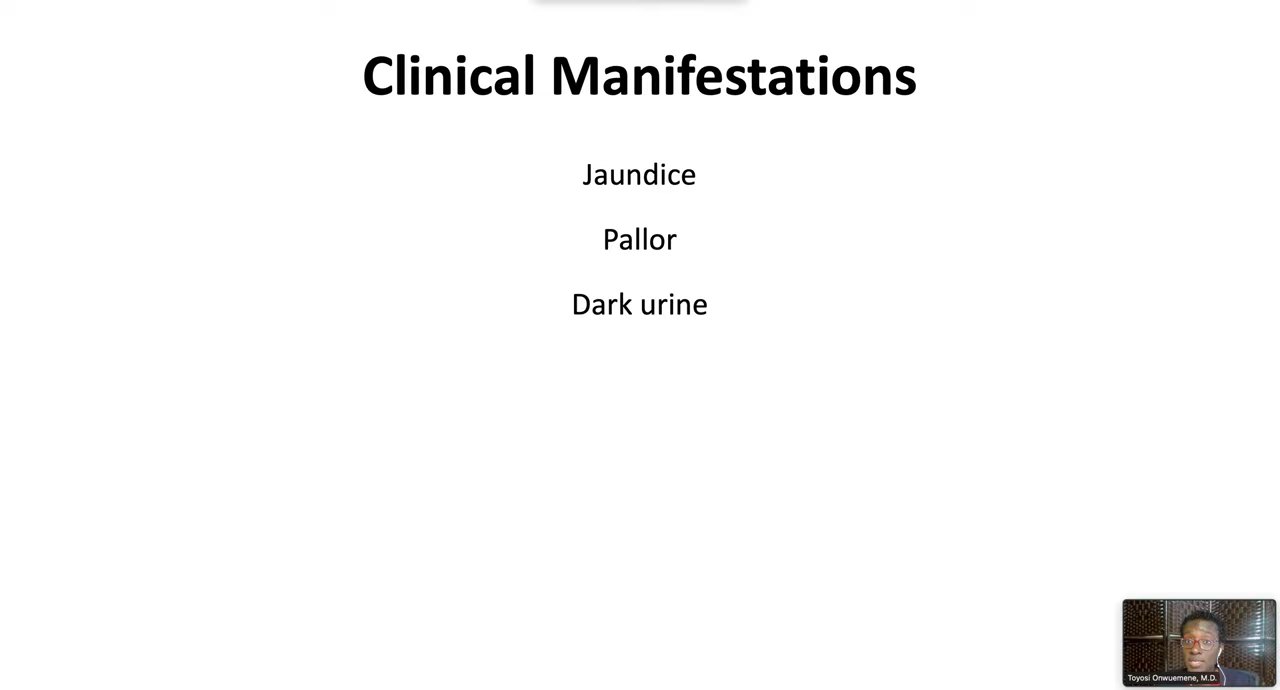 Clinical Manifestations
Jaundice
Pallor
Dark urine
Toyosi Onwuemene, M.D.